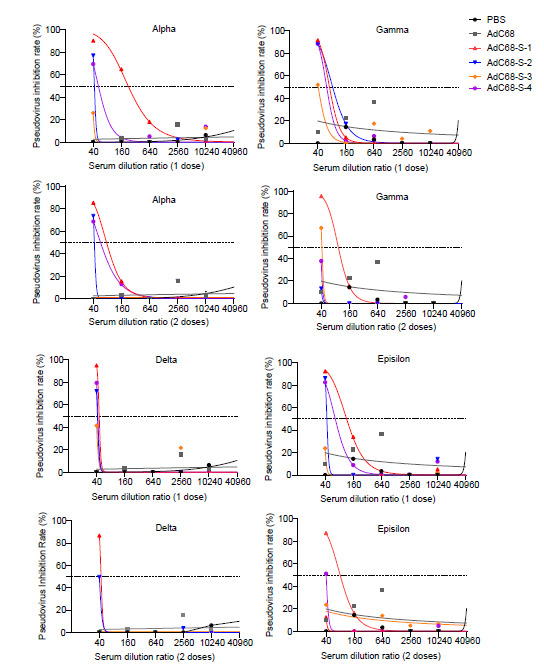 Alpha
Pseudovirus inhibition rate (%)
100
80
60
40
20
0
40 160 640 2560 10240 40960
Serum dilution ratio (1 dose)
Gamma
Pseudovirus inhibition rate (%)
100
80
60
40
20
0
40 160 640 2560 10240 40960
Serum dilution ratio (1 dose)
PBS
AdC68
AdC68-S-1
AdC68-S-2
AdC68-S-3
AdC68-S-4
Alpha
Pseudovirus inhibition rate (%)
100
80
60
40
20
0
40 160 640 2560 10240 40960
Serum dilution ratio (2 doses)
Gamma
Pseudovirus inhibition rate (%)
100
80
60
40
20
0
40 160 640 2560 10240 40960
Serum dilution ratio (2 doses)
Delta
Pseudovirus inhibition rate (%)
100
80
60
40
20
0
40 160 640 2560 10240 40960
Serum dilution ratio (1 dose)
Epsilon
Pseudovirus inhibition rate (%)
100
80
60
40
20
0
40 160 640 2560 10240 40960
Serum dilution ratio (1 dose)
Delta
Pseudovirus Inhibition Rate (%)
100
80
60
40
20
0
40 160 640 2560 10240 40960
Serum dilution ratio (2 doses)
Epsilon
Pseudovirus inhibition rate (%)
100
80
60
40
20
0
40 160 640 2560 10240 40960
Serum dilution ratio (2 doses)